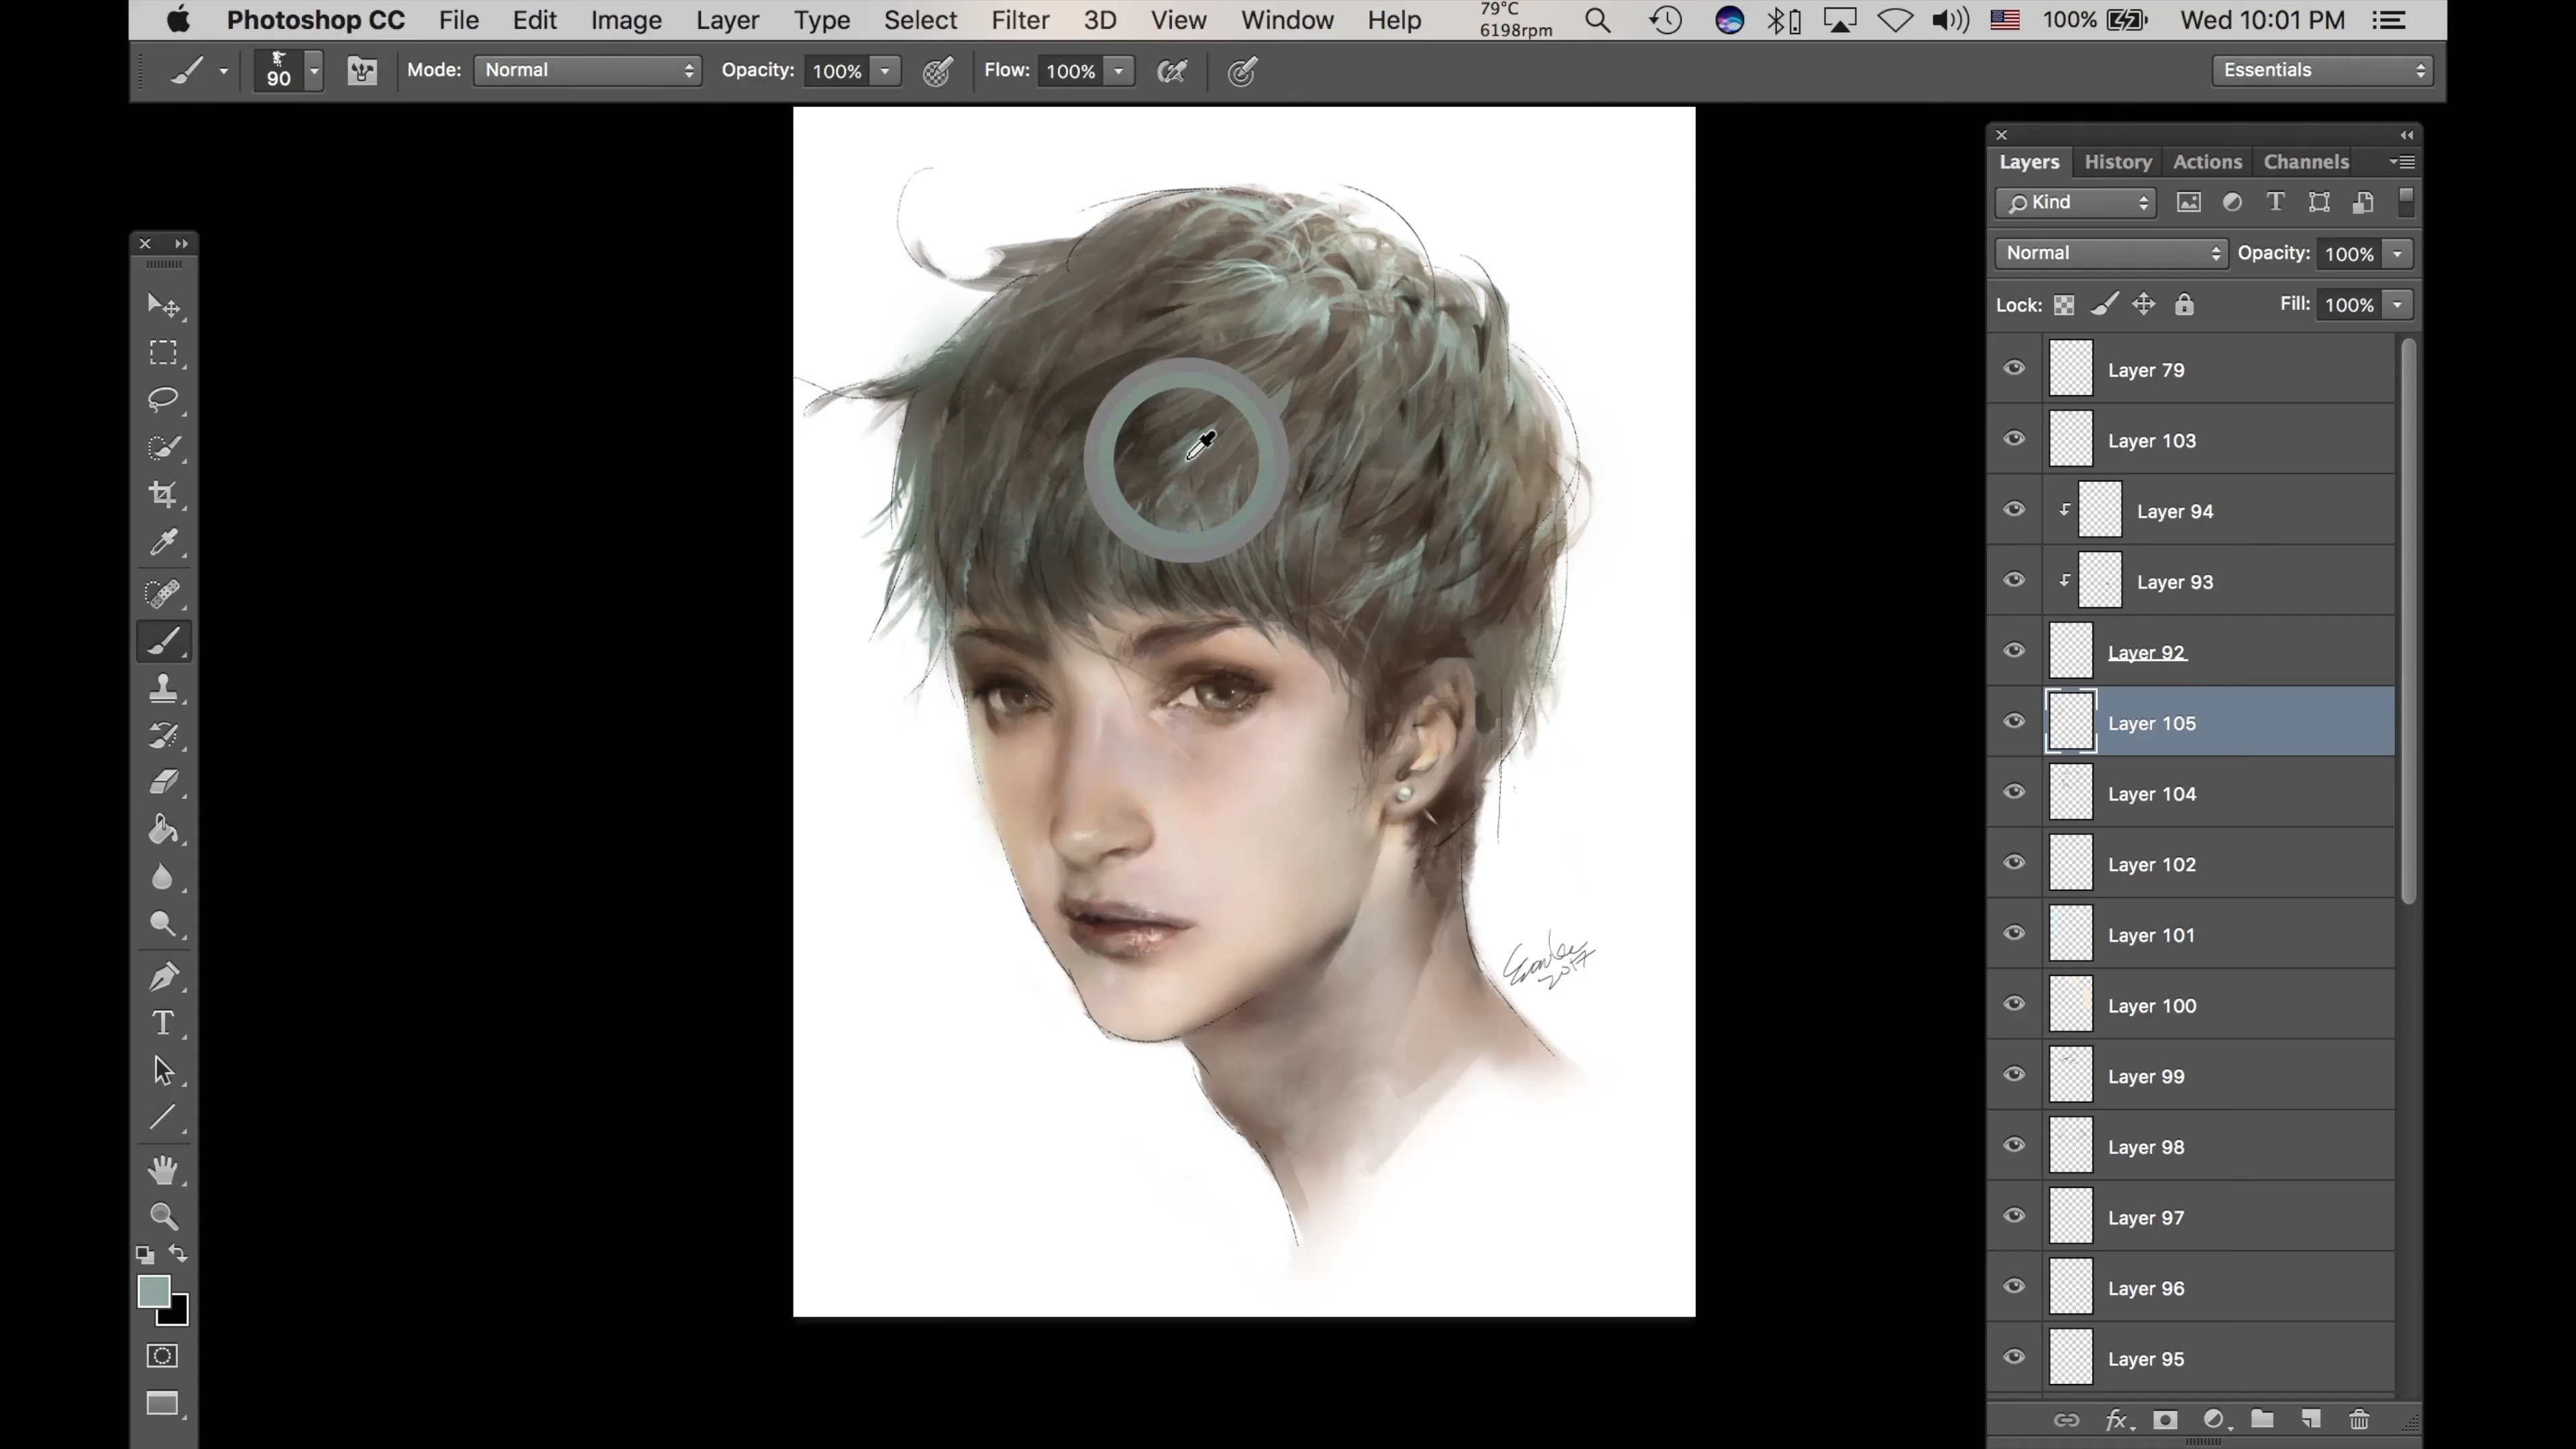 Photoshop CC File Edit Image Layer Type Select Filter 3D View Window Help 79°C 100% Wed 10:01 PM
6198rpm
90 Mode: Normal Opacity: 100% Flow: 100% Essentials
Layers History Actions Channels
Kind
Normal Opacity: 100%
Lock: Fill: 100%
Layer 79
Layer 103
Layer 94
Layer 93
Layer 92
Layer 105
Layer 104
Layer 102
Layer 101
Layer 100
Layer 99
Layer 98
Layer 97
Layer 96
Layer 95
2017